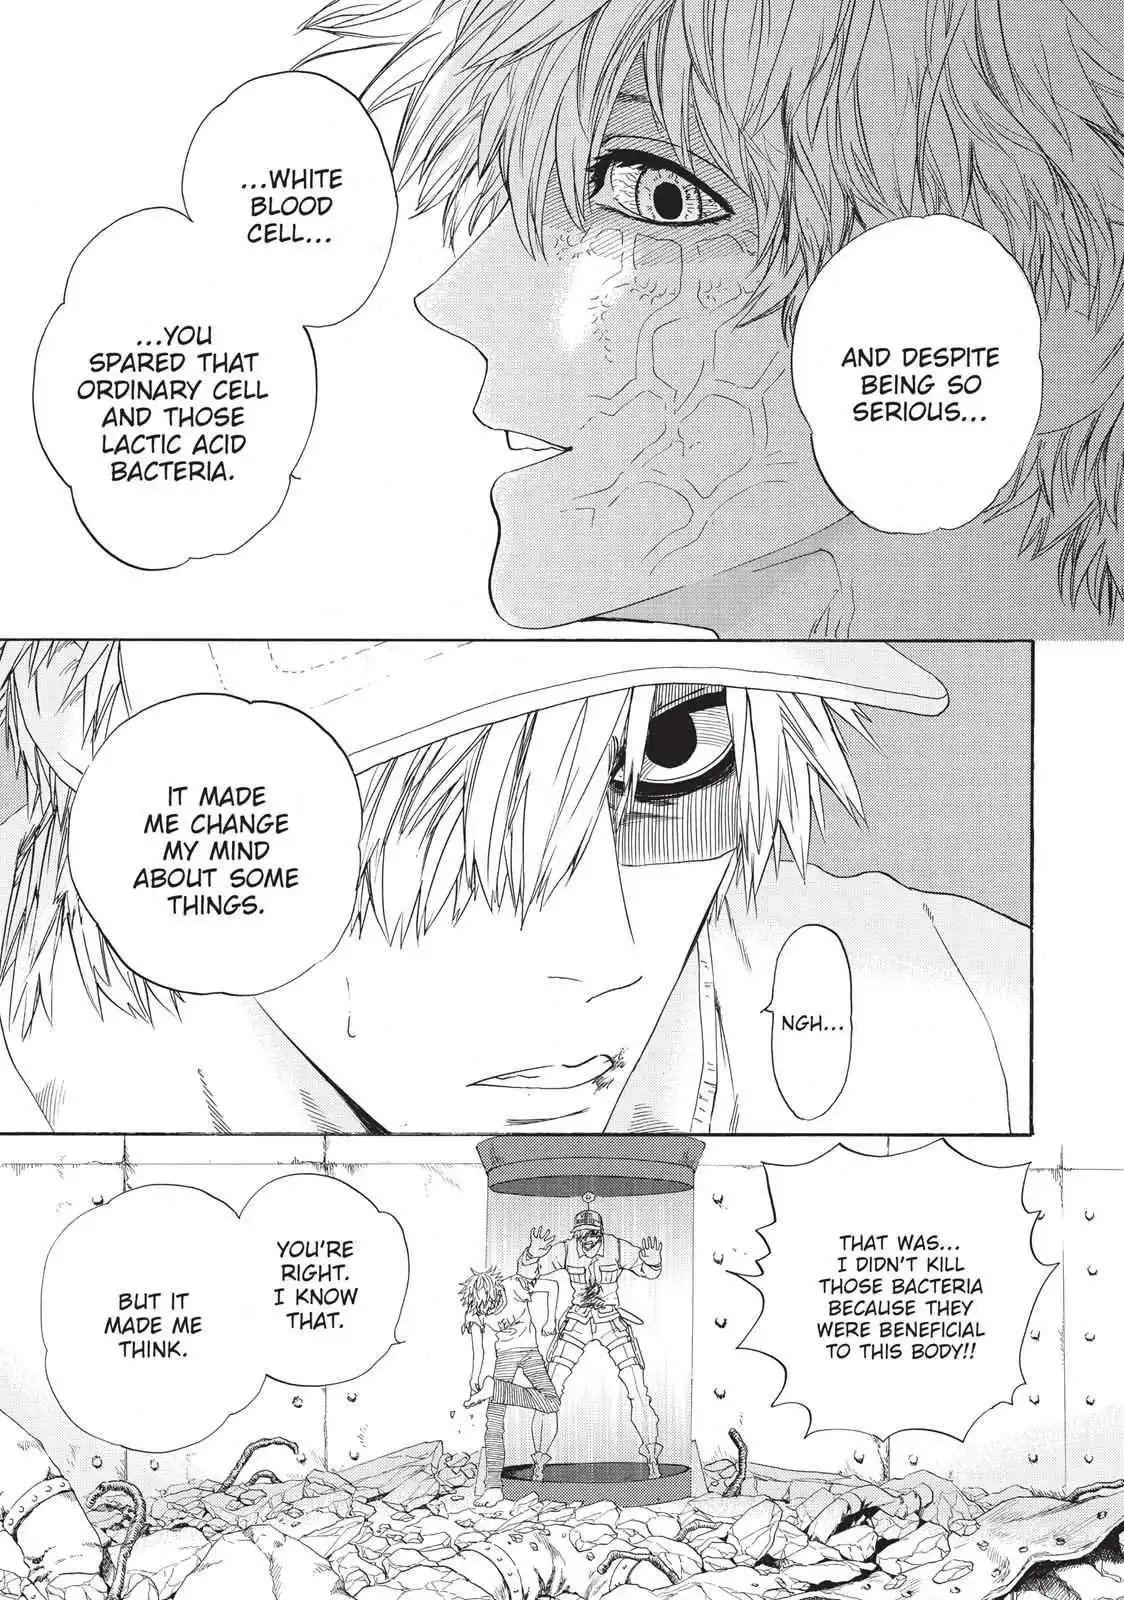 AND DESPITE
BEING SO
SERIOUS...
...WHITE
BLOOD
CELL...
...YOU
SPARED THAT
ORDINARY CELL
AND THOSE
LACTIC ACID
BACTERIA.
IT MADE
ME CHANGE
MY MIND
ABOUT SOME
THINGS.
NGH...
THAT WAS...
I DIDN'T KILL
THOSE BACTERIA
BECAUSE THEY
WERE BENEFICIAL
TO THIS BODY!!
YOU'RE
RIGHT.
I KNOW
THAT.
BUT IT
MADE ME
THINK.